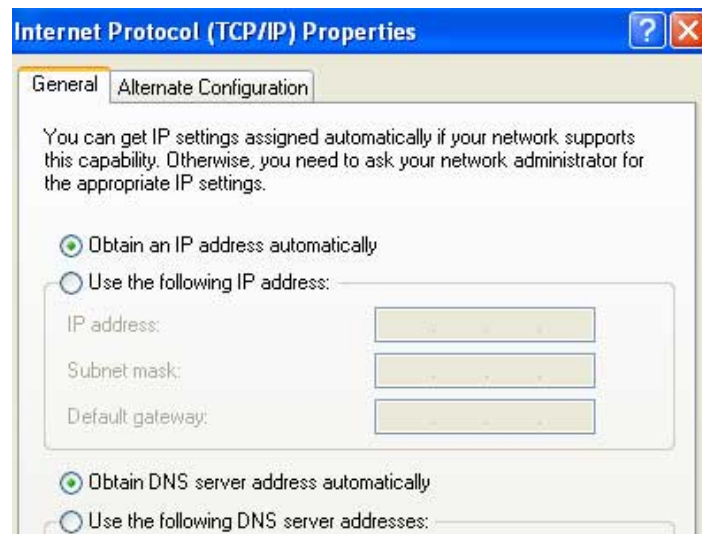 Internet Protocol (TCP/IP) Properties
General
Alternate Configuration
You can get IP settings assigned automatically if your network supports
this capability. Otherwise, you need to ask your network administrator for
the appropriate IP settings.
Obtain an IP address automatically
Use the following IP address:
IP address:
Subnet mask:
Default gateway:
Obtain DNS server address automatically
Use the following DNS server addresses: